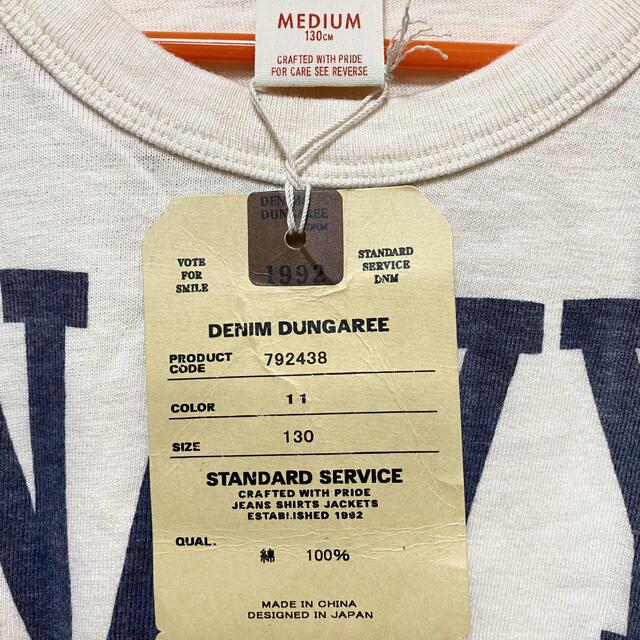 MEDIUM
130CM
CRAFTED WITH PRIDE
FOR CARE SEE REVERSE
DENIM
DUNGAREE
DNM
1992
VOTE
FOR
SMILE
STANDARD
SERVICE
DNM
DENIM DUNGAREE
PRODUCT CODE 792438
COLOR 11
SIZE 130
STANDARD SERVICE
CRAFTED WITH PRIDE
JEANS SHIRTS JACKETS
ESTABLISHED 1992
QUAL.
綿 100%
MADE IN CHINA
DESIGNED IN JAPAN